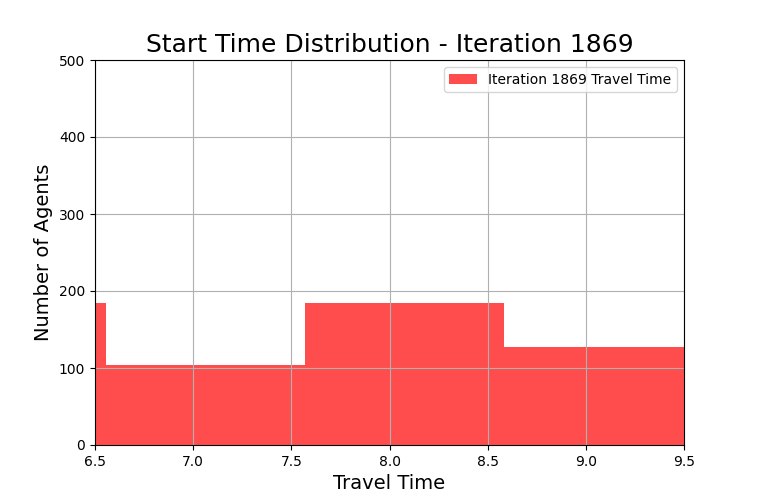 Start Time Distribution - Iteration 1869
Iteration 1869 Travel Time
Number of Agents
500
400
300
200
100
0
6.5 7.0 7.5 8.0 8.5 9.0 9.5
Travel Time